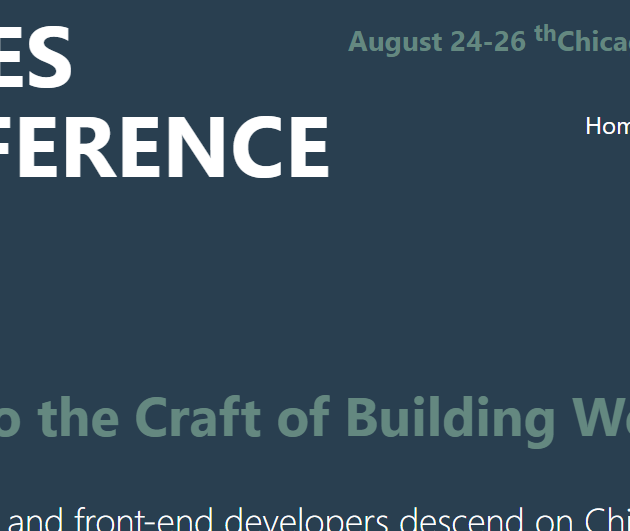 ES
FERENCE
August 24-26 thChica
Hom
o the Craft of Building We
and front-end developers descend on Chi